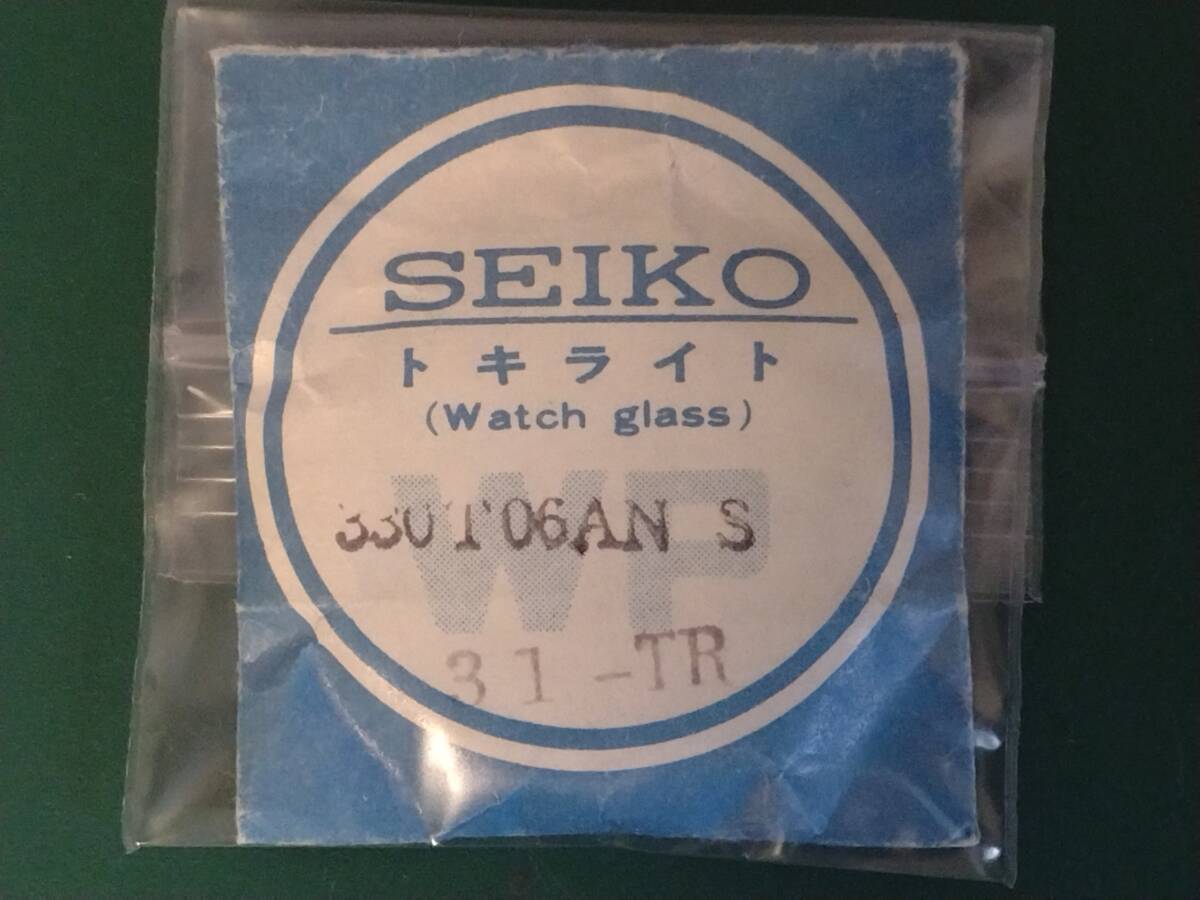 SEIKO
トキライト
(Watch glass)
WP
330T06AN S
31-TR